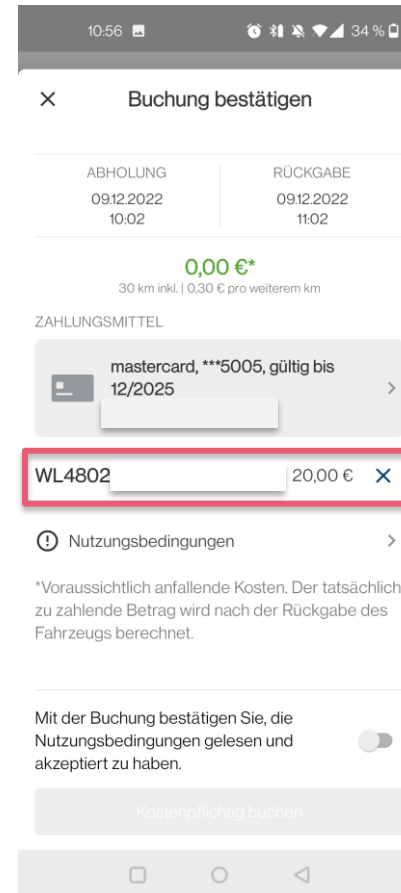 10:56 34 %
Buchung bestätigen
ABHOLUNG RÜCKGABE
09.12.2022 09.12.2022
10:02 11:02
0,00 €*
30 km inkl. | 0,30 € pro weiterem km
ZAHLUNGSMITTEL
mastercard, ***5005, gültig bis
12/2025
WL4802 20,00 €
Nutzungsbedingungen
*Voraussichtlich anfallende Kosten. Der tatsächlich
zu zahlende Betrag wird nach der Rückgabe des
Fahrzeugs berechnet.
Mit der Buchung bestätigen Sie, die
Nutzungsbedingungen gelesen und
akzeptiert zu haben.
Kostenpflichtig buchen